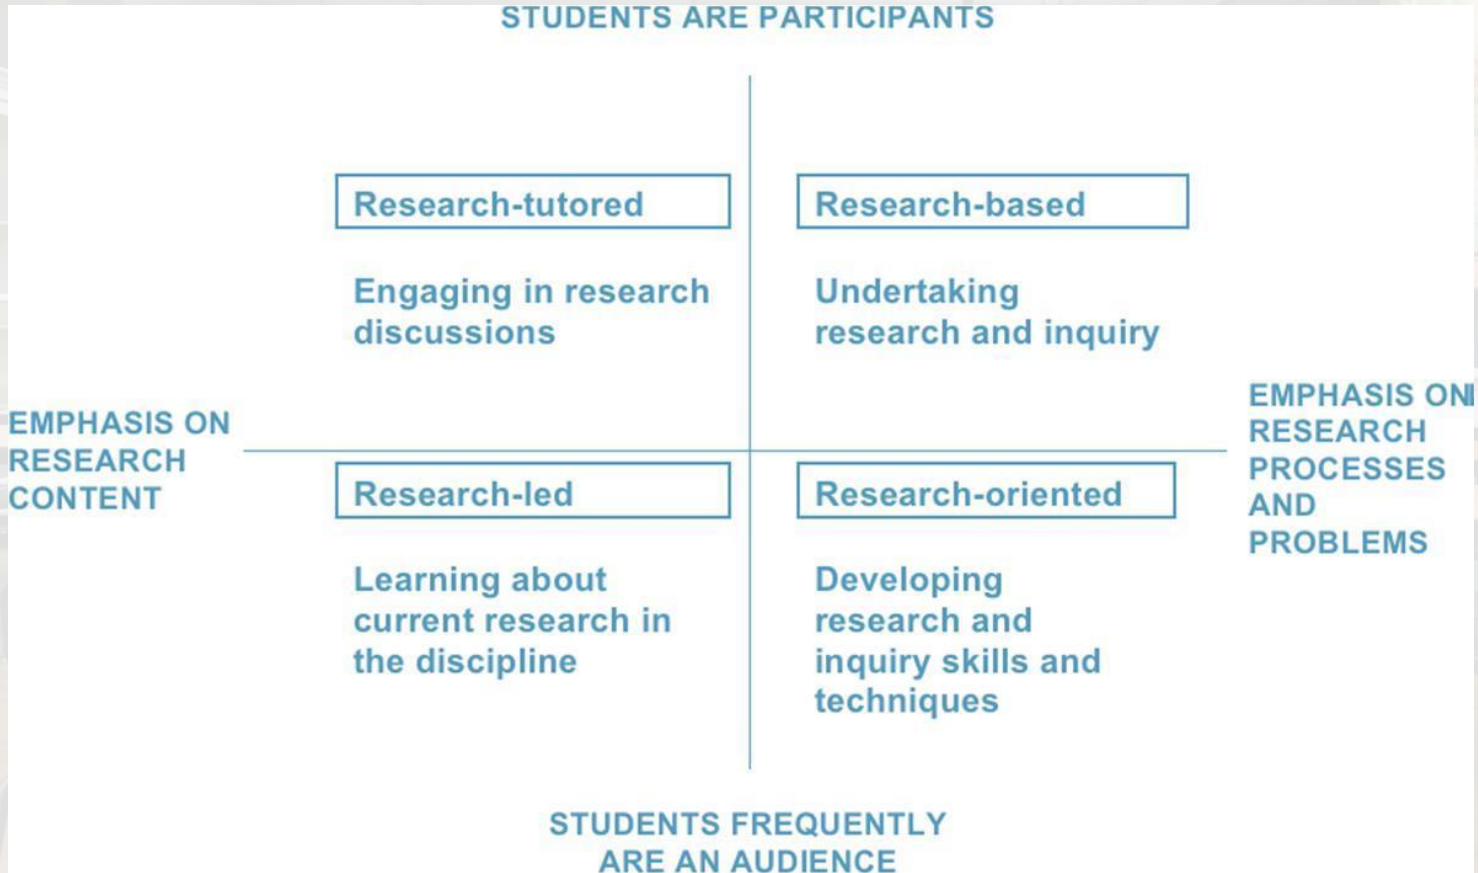 STUDENTS ARE PARTICIPANTS
Research-tutored
Engaging in research
discussions
Research-based
Undertaking
research and inquiry
EMPHASIS ON
RESEARCH
CONTENT
EMPHASIS ON
RESEARCH
PROCESSES
AND
PROBLEMS
Research-led
Learning about
current research in
the discipline
Research-oriented
Developing
research and
inquiry skills and
techniques
STUDENTS FREQUENTLY
ARE AN AUDIENCE